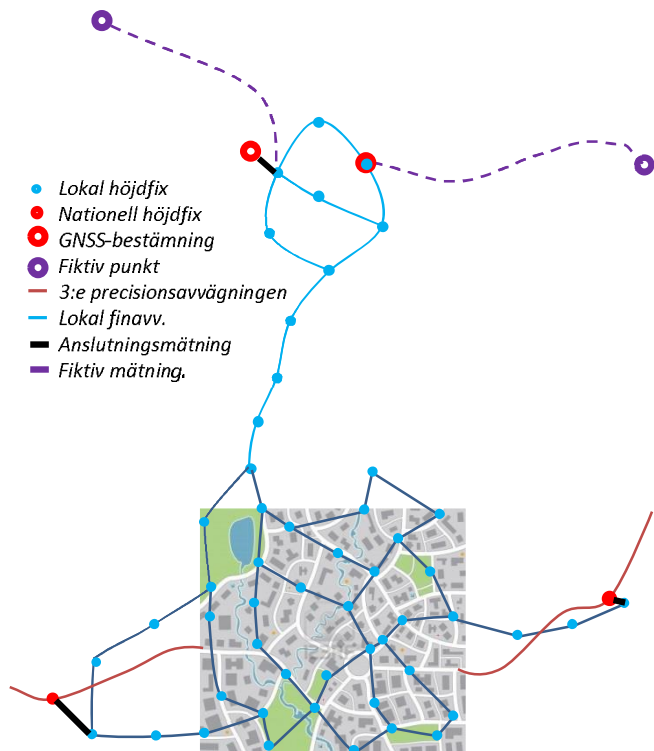 Lokal höjdfix
Nationell höjdfix
GNSS-bestämning
Fiktiv punkt
3:e precisionsavvägningen
Lokal finavv.
Anslutningsmätning
Fiktiv mätning.